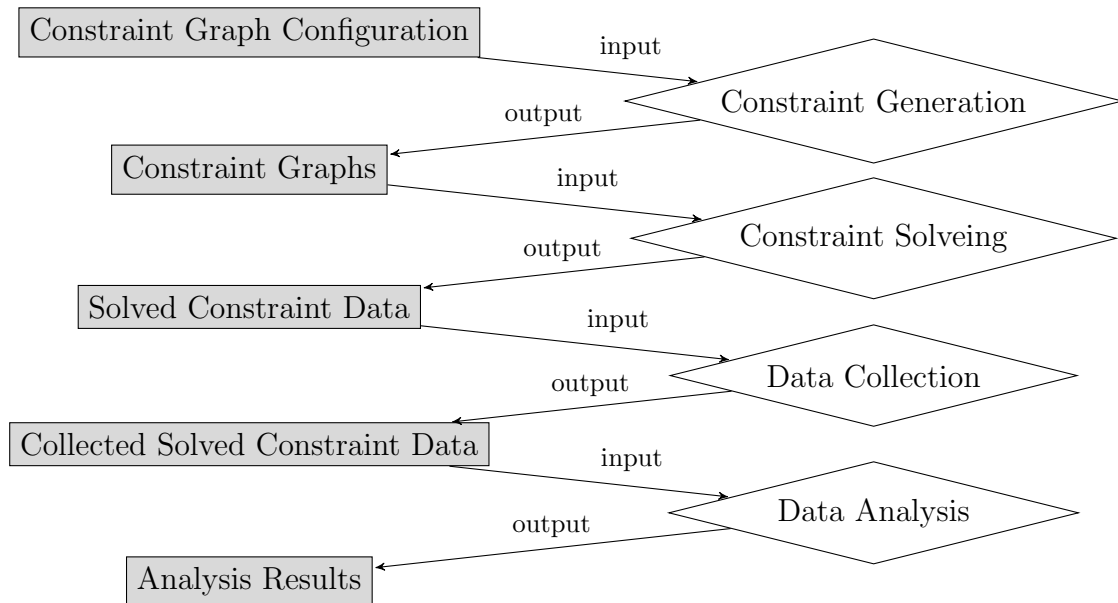 Constraint Graph Configuration
input
Constraint Generation
output
Constraint Graphs
input
Constraint Solveing
output
Solved Constraint Data
input
Data Collection
output
Collected Solved Constraint Data
input
Data Analysis
output
Analysis Results